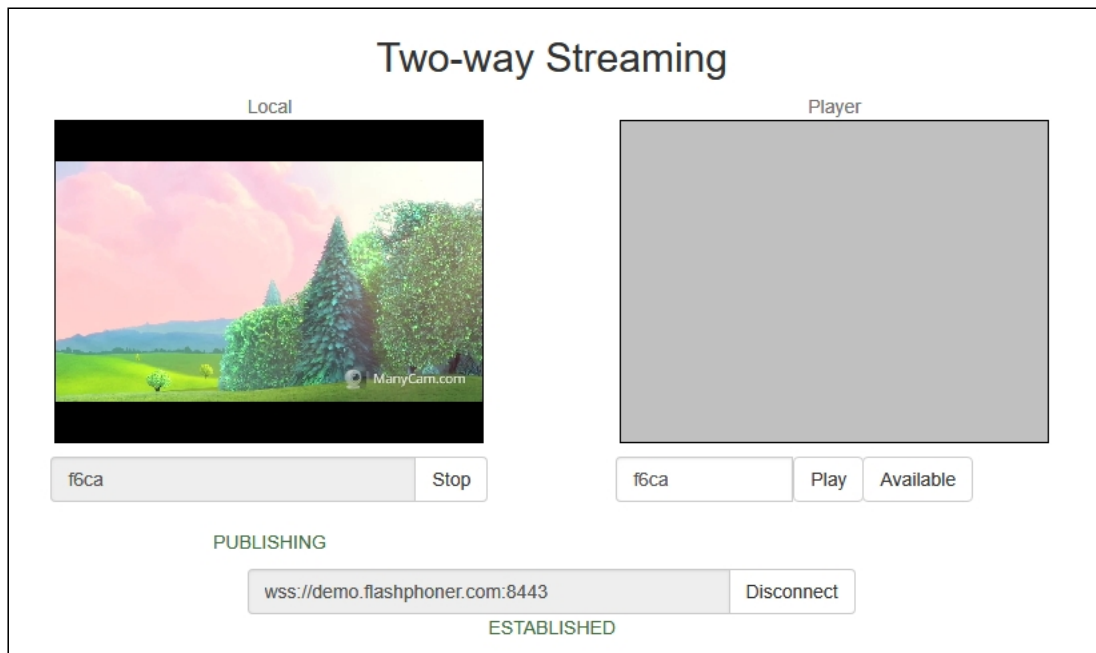 Two-way Streaming
Local
Player
ManyCam.com
f6ca
Stop
f6ca
Play
Available
PUBLISHING
wss://demo.flashphoner.com:8443
Disconnect
ESTABLISHED